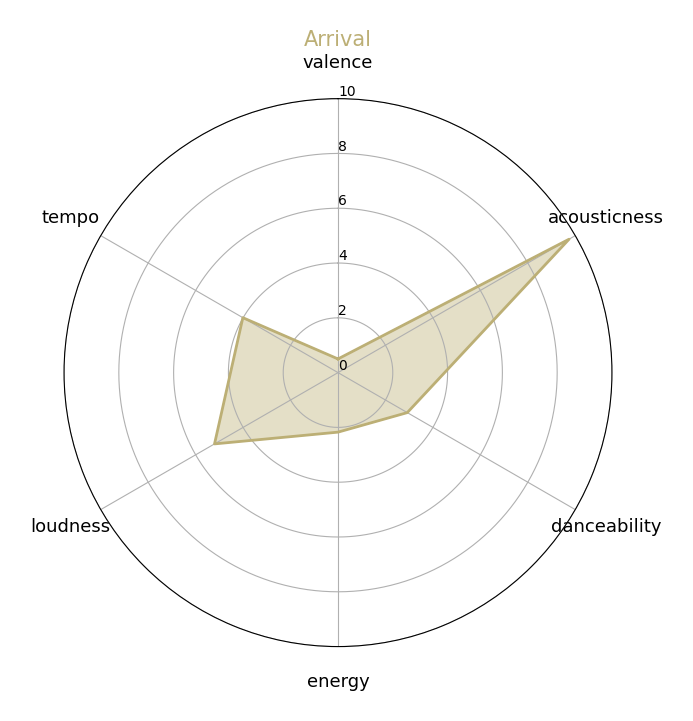 Arrival
valence
10
8
tempo
6
acousticness
4
2
0
loudness
danceability
energy